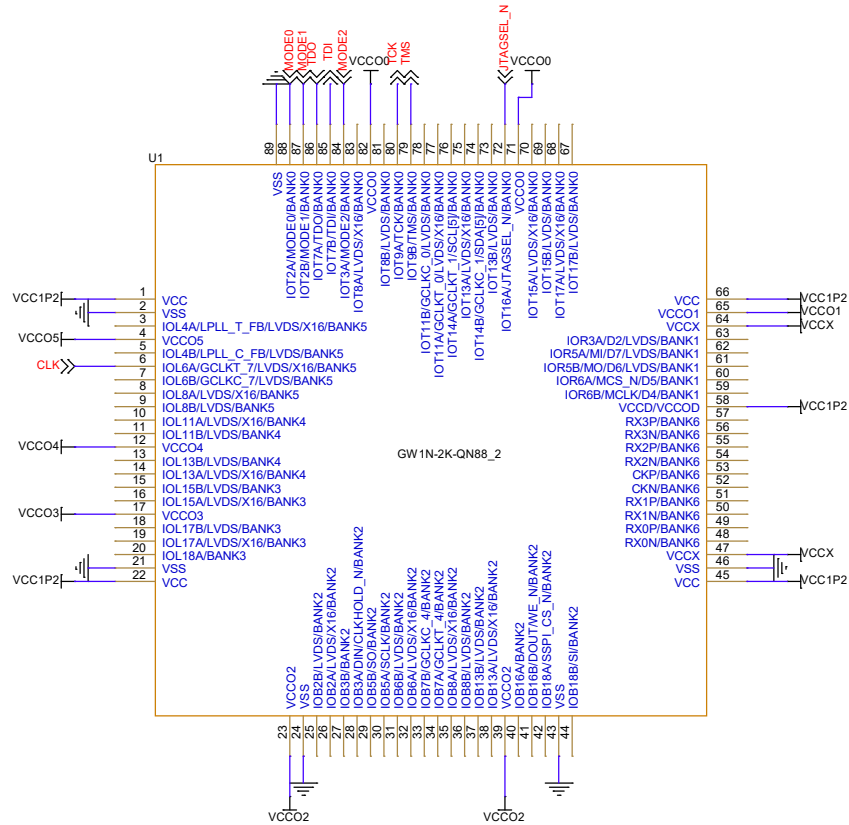 MODE0
MODE1
TDO
TDI
MODE2
VCCO0
TCK
TMS
JTAGSEL_N
VCCO0
89
88
87
86
85
84
83
82
81
80
79
78
77
76
75
74
73
72
71
70
69
68
67
U1
VSS
IOT2A/MODE0/BANK0
IOT2B/MODE1/BANK0
IOT7A/TDO/BANK0
IOT7B/TDI/BANK0
IOT3A/MODE2/BANK0
IOT8A/LVDS/X16/BANK0
VCCO0
IOT8B/LVDS/BANK0
IOT9A/TCK/BANK0
IOT9B/TMS/BANK0
IOT11B/GCLKC_0/LVDS/BANK0
IOT11A/GCLKT_0/LVDS/X16/BANK0
IOT14A/GCLKT_1/SCL[5]/BANK0
IOT13A/LVDS/X16/BANK0
IOT14B/GCLKC_1/SDA[5]/BANK0
IOT13B/LVDS/BANK0
IOT16A/JTAGSEL_N/BANK0
VCCO0
IOT15A/LVDS/X16/BANK0
IOT15B/LVDS/BANK0
IOT17A/LVDS/X16/BANK0
IOT17B/LVDS/BANK0
VCC1P2 1 VCC
2 VSS
3 IOL4A/LPLL_T_FB/LVDS/X16/BANK5
VCCO5 4 VCCO5
5 IOL4B/LPLL_C_FB/LVDS/BANK5
CLK 6 IOL6A/GCLKT_7/LVDS/X16/BANK5
7 IOL6B/GCLKC_7/LVDS/BANK5
8 IOL8A/LVDS/X16/BANK5
9 IOL8B/LVDS/BANK5
10 IOL11A/LVDS/X16/BANK4
11 IOL11B/LVDS/BANK4
VCCO4 12 VCCO4
13 IOL13B/LVDS/BANK4
14 IOL13A/LVDS/X16/BANK4
15 IOL15B/LVDS/BANK3
16 IOL15A/LVDS/X16/BANK3
VCCO3 17 VCCO3
18 IOL17B/LVDS/BANK3
19 IOL17A/LVDS/X16/BANK3
20 IOL18A/BANK3
21 VSS
VCC1P2 22 VCC
GW1N-2K-QN88_2
VCC 66 VCC1P2
VCCO1 65 VCCO1
VCCX 64 VCCX
IOR3A/D2/LVDS/BANK1 63
IOR5A/MI/D7/LVDS/BANK1 62
IOR5B/MO/D6/LVDS/BANK1 61
IOR6A/MCS_N/D5/BANK1 60
IOR6B/MCLK/D4/BANK1 59
VCCD/VCCOD 58 VCC1P2
RX3P/BANK6 57
RX3N/BANK6 56
RX2P/BANK6 55
RX2N/BANK6 54
CKP/BANK6 53
CKN/BANK6 52
RX1P/BANK6 51
RX1N/BANK6 50
RX0P/BANK6 49
RX0N/BANK6 48
VCCX 47 VCCX
VSS 46
VCC 45 VCC1P2
VCCO2
VSS
IOB2B/LVDS/BANK2
IOB2A/LVDS/X16/BANK2
IOB3B/BANK2
IOB3A/DIN/CLKHOLD_N/BANK2
IOB5B/SO/BANK2
IOB5A/SCLK/BANK2
IOB6B/LVDS/BANK2
IOB6A/LVDS/X16/BANK2
IOB7B/GCLKC_4/BANK2
IOB7A/GCLKT_4/BANK2
IOB8A/LVDS/X16/BANK2
IOB8B/LVDS/BANK2
IOB13B/LVDS/BANK2
IOB13A/LVDS/X16/BANK2
VCCO2
IOB16A/BANK2
IOB16B/DOUT/WE_N/BANK2
IOB18A/SSPI_CS_N/BANK2
VSS
IOB18B/SI/BANK2
23
24
25
26
27
28
29
30
31
32
33
34
35
36
37
38
39
40
41
42
43
44
VCCO2
VCCO2